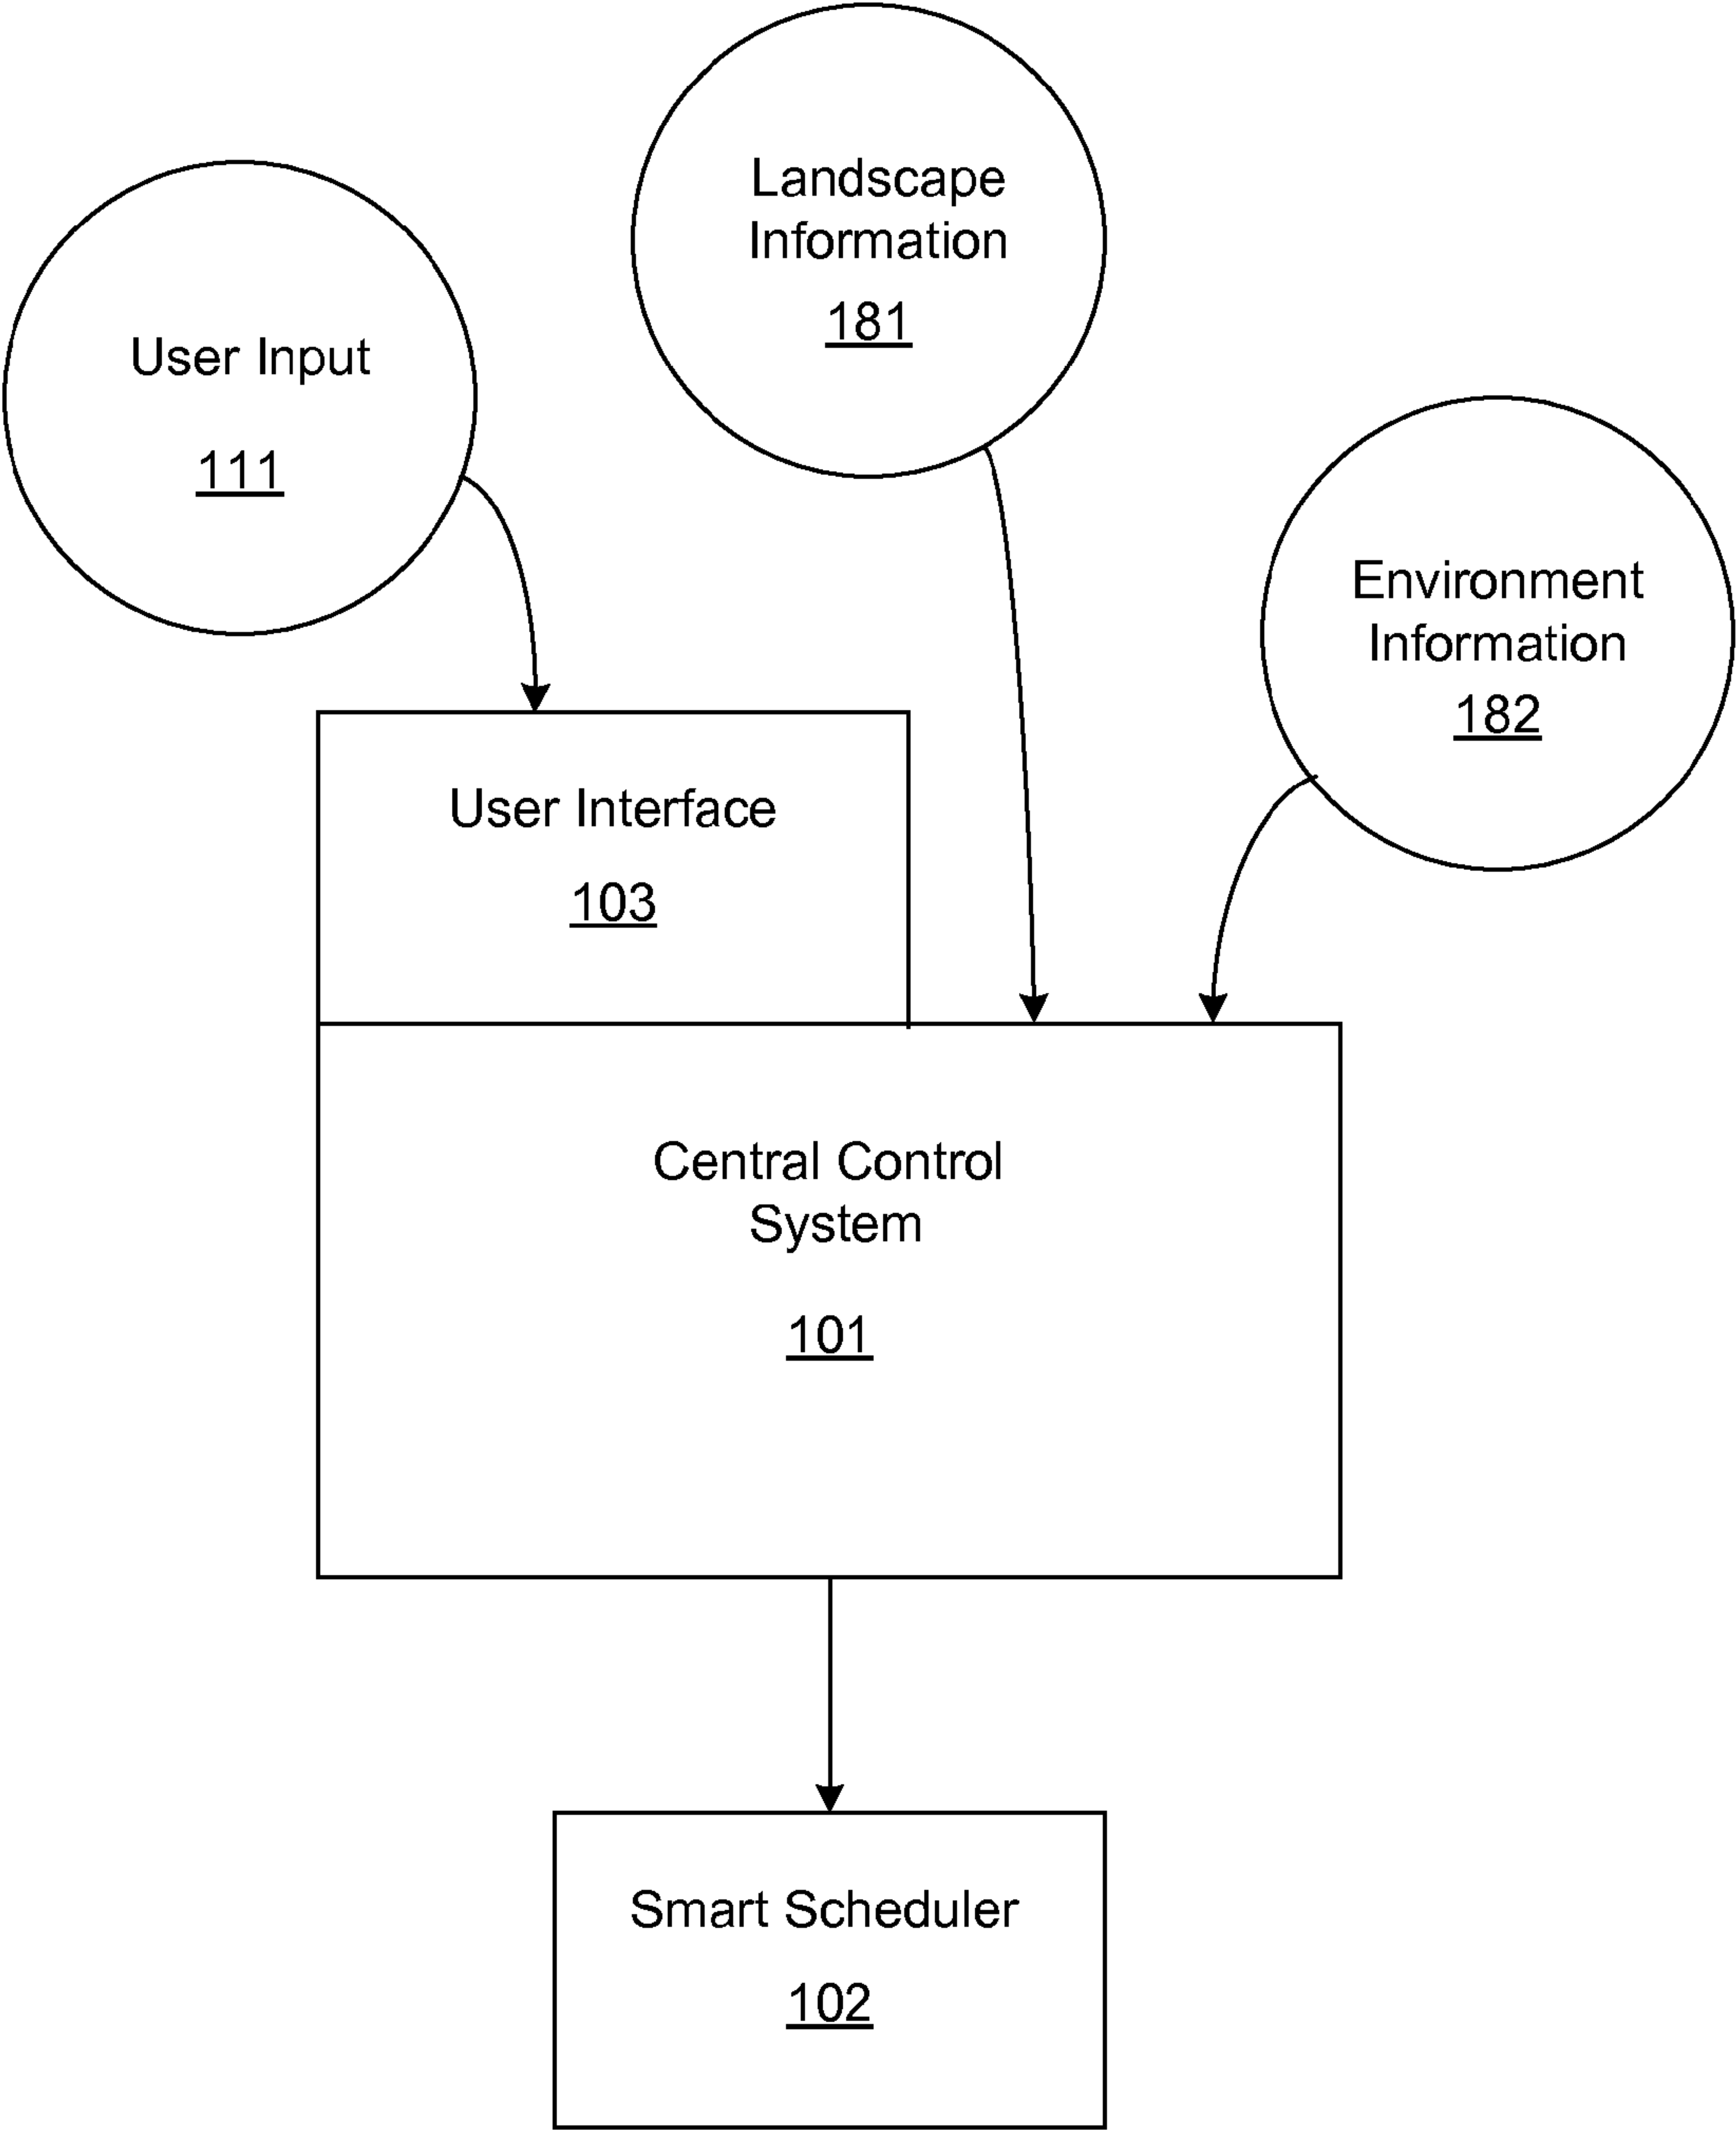 Landscape
Information
181
User Input
111
Environment
Information
182
User Interface
103
Central Control
System
101
Smart Scheduler
102